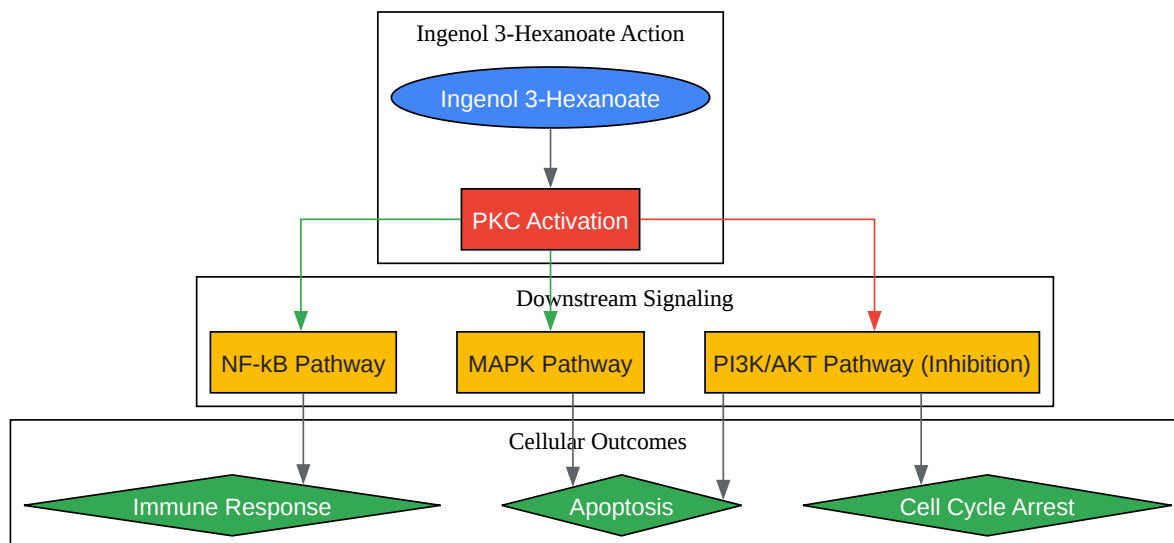 Ingenol 3-Hexanoate Action
Ingenol 3-Hexanoate
PKC Activation
Downstream Signaling
NF-kB Pathway
MAPK Pathway
PI3K/AKT Pathway (Inhibition)
Cellular Outcomes
Immune Response
Apoptosis
Cell Cycle Arrest